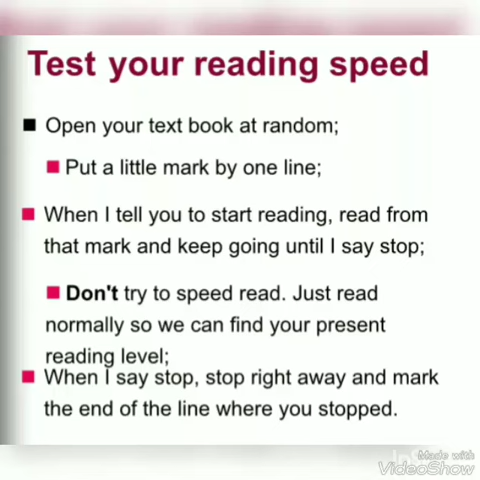 Test your reading speed
Open your text book at random;
Put a little mark by one line;
When I tell you to start reading, read from
that mark and keep going until I say stop;
Don't try to speed read. Just read
normally so we can find your present
reading level;
When I say stop, stop right away and mark
the end of the line where you stopped.
Made with
VideoShow